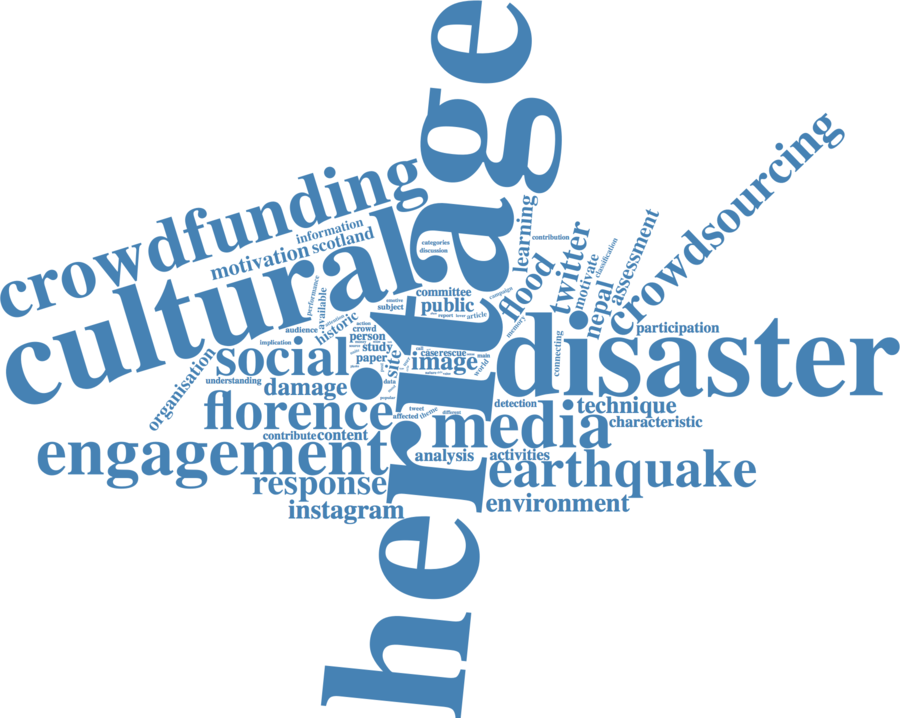 heritage
crowdfunding
cultural
disaster
crowdsourcing
information
motivation
scotland
categories
discussion
learning
contribution
flood
twitter
motivate
classification
nepal
assessment
performance
available
historic
audience
implication
organisation
social
understanding
damage
florence
contribute
content
engagement
response
instagram
committee
public
subject
report
article
campaign
memory
action
crowd
person
study
paper
site
data
case
rescue
image
main
world
connecting
participation
detection
technique
characteristic
tweet
affected
theme
different
media
analysis
activities
earthquake
environment